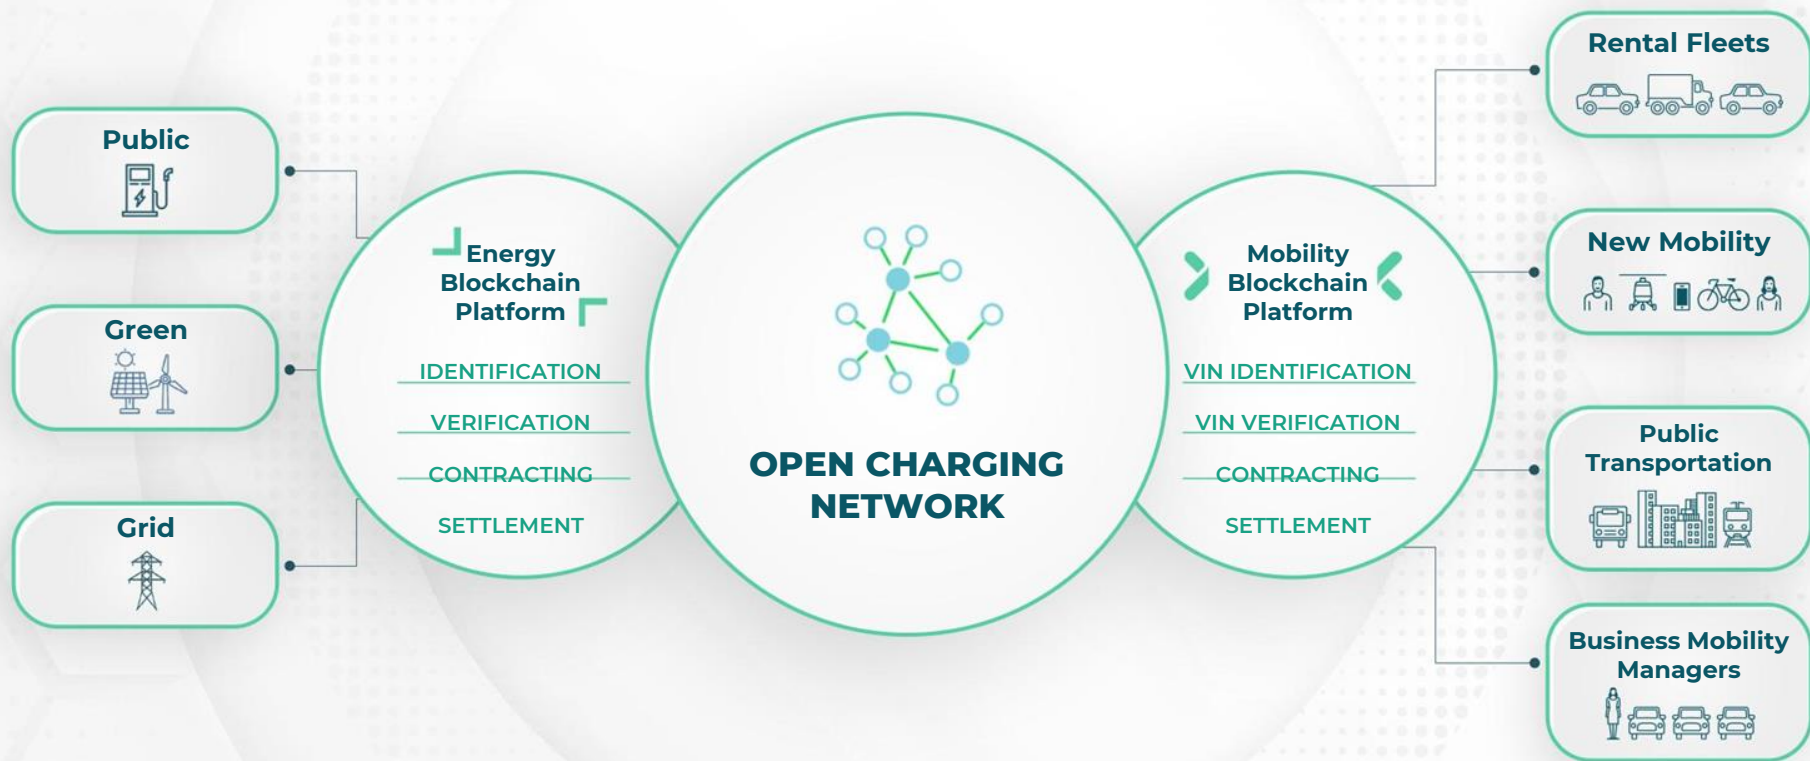 Public
Green
Grid
Energy
Blockchain
Platform
IDENTIFICATION
VERIFICATION
CONTRACTING
SETTLEMENT
OPEN CHARGING
NETWORK
Mobility
Blockchain
Platform
VIN IDENTIFICATION
VIN VERIFICATION
CONTRACTING
SETTLEMENT
Rental Fleets
New Mobility
Public
Transportation
Business Mobility
Managers